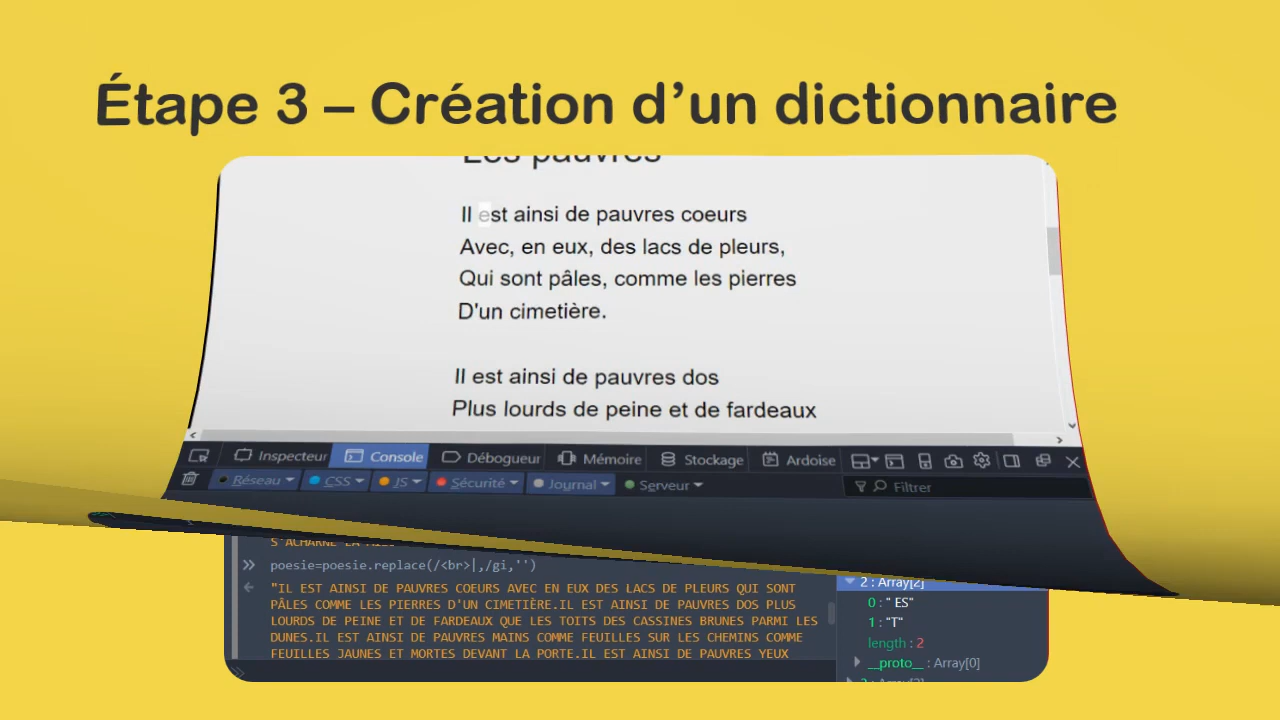 Étape 3 – Création d’un dictionnaire
Les pauvres
Il est ainsi de pauvres coeurs
Avec, en eux, des lacs de pleurs,
Qui sont pâles, comme les pierres
D'un cimetière.
Il est ainsi de pauvres dos
Plus lourds de peine et de fardeaux
Inspecteur Console Débogueur Mémoire Stockage Ardoise
Réseau CSS JS Sécurité Journal Serveur Filtrer
poesie=poesie.replace(/<br>|,/gi,'')
"IL EST AINSI DE PAUVRES COEURS AVEC EN EUX DES LACS DE PLEURS QUI SONT
PÂLES COMME LES PIERRES D'UN CIMETIÈRE.IL EST AINSI DE PAUVRES DOS PLUS
LOURDS DE PEINE ET DE FARDEAUX QUE LES TOITS DES CASSINES BRUNES PARMI LES
DUNES.IL EST AINSI DE PAUVRES MAINS COMME FEUILLES SUR LES CHEMINS COMME
FEUILLES JAUNES ET MORTES DEVANT LA PORTE.IL EST AINSI DE PAUVRES YEUX
2 : Array[2]
0 : " ES"
1 : "T"
length : 2
__proto__ : Array[0]